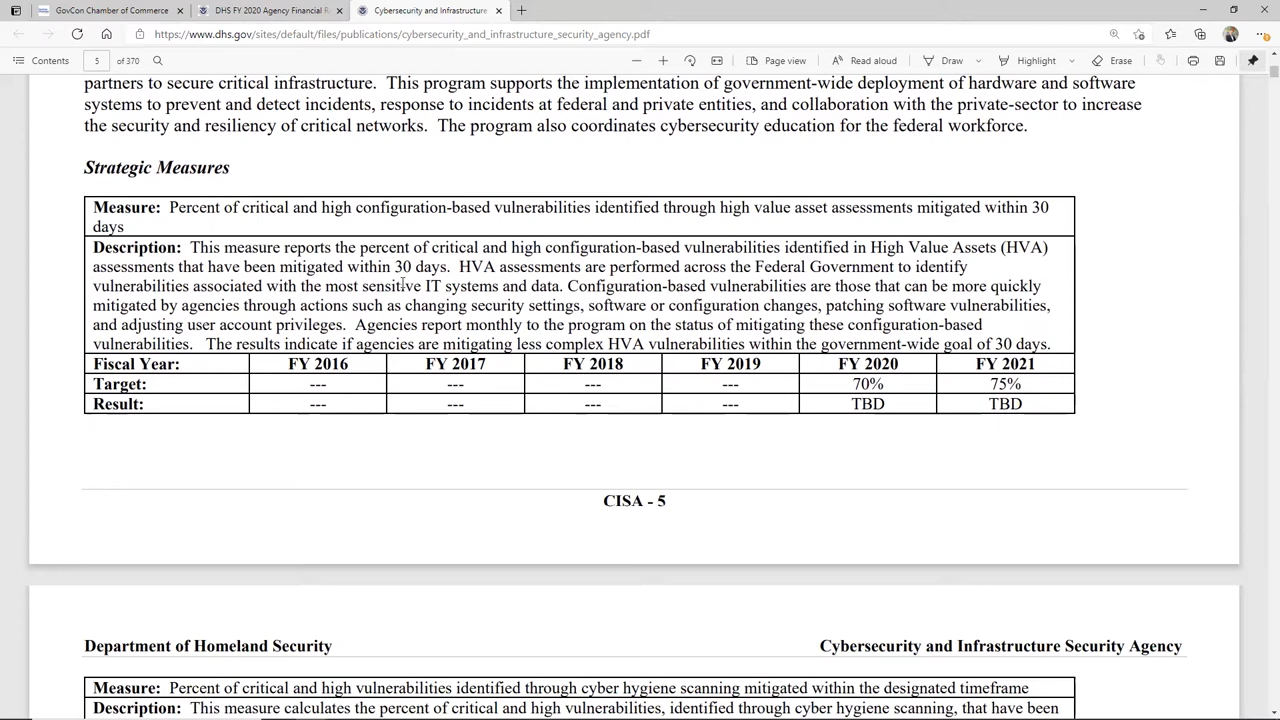 GovCon Chamber of Commerce
DHS FY 2020 Agency Financial R
Cybersecurity and Infrastructure
https://www.dhs.gov/sites/default/files/publications/cybersecurity_and_infrastructure_security_agency.pdf
Contents 5 of 370 Page view Read aloud Draw Highlight Erase
partners to secure critical infrastructure. This program supports the implementation of government-wide deployment of hardware and software
systems to prevent and detect incidents, response to incidents at federal and private entities, and collaboration with the private-sector to increase
the security and resiliency of critical networks. The program also coordinates cybersecurity education for the federal workforce.
Strategic Measures
Measure: Percent of critical and high configuration-based vulnerabilities identified through high value asset assessments mitigated within 30
days
Description: This measure reports the percent of critical and high configuration-based vulnerabilities identified in High Value Assets (HVA)
assessments that have been mitigated within 30 days. HVA assessments are performed across the Federal Government to identify
vulnerabilities associated with the most sensitive IT systems and data. Configuration-based vulnerabilities are those that can be more quickly
mitigated by agencies through actions such as changing security settings, software or configuration changes, patching software vulnerabilities,
and adjusting user account privileges. Agencies report monthly to the program on the status of mitigating these configuration-based
vulnerabilities. The results indicate if agencies are mitigating less complex HVA vulnerabilities within the government-wide goal of 30 days.
Fiscal Year: FY 2016 FY 2017 FY 2018 FY 2019 FY 2020 FY 2021
Target: --- --- --- --- 70% 75%
Result: --- --- --- --- TBD TBD
CISA - 5
Department of Homeland Security Cybersecurity and Infrastructure Security Agency
Measure: Percent of critical and high vulnerabilities identified through cyber hygiene scanning mitigated within the designated timeframe
Description: This measure calculates the percent of critical and high vulnerabilities, identified through cyber hygiene scanning, that have been